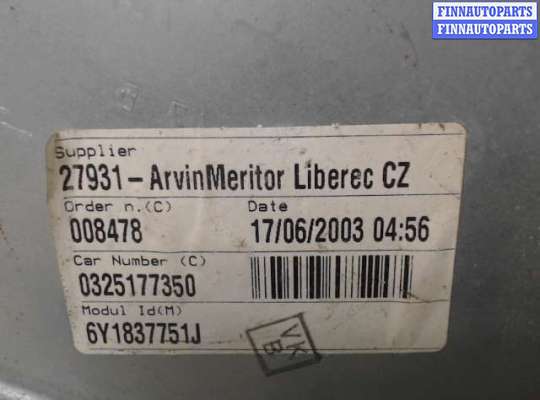 FINNAUTOPARTS
FINNAUTOPARTS
Supplier
27931-ArvinMeritor Liberec CZ
Order n.(C) Date
008478 17/06/2003 04:56
Car Number (C)
0325177350
Modul Id(M)
6Y1837751J
VK
B